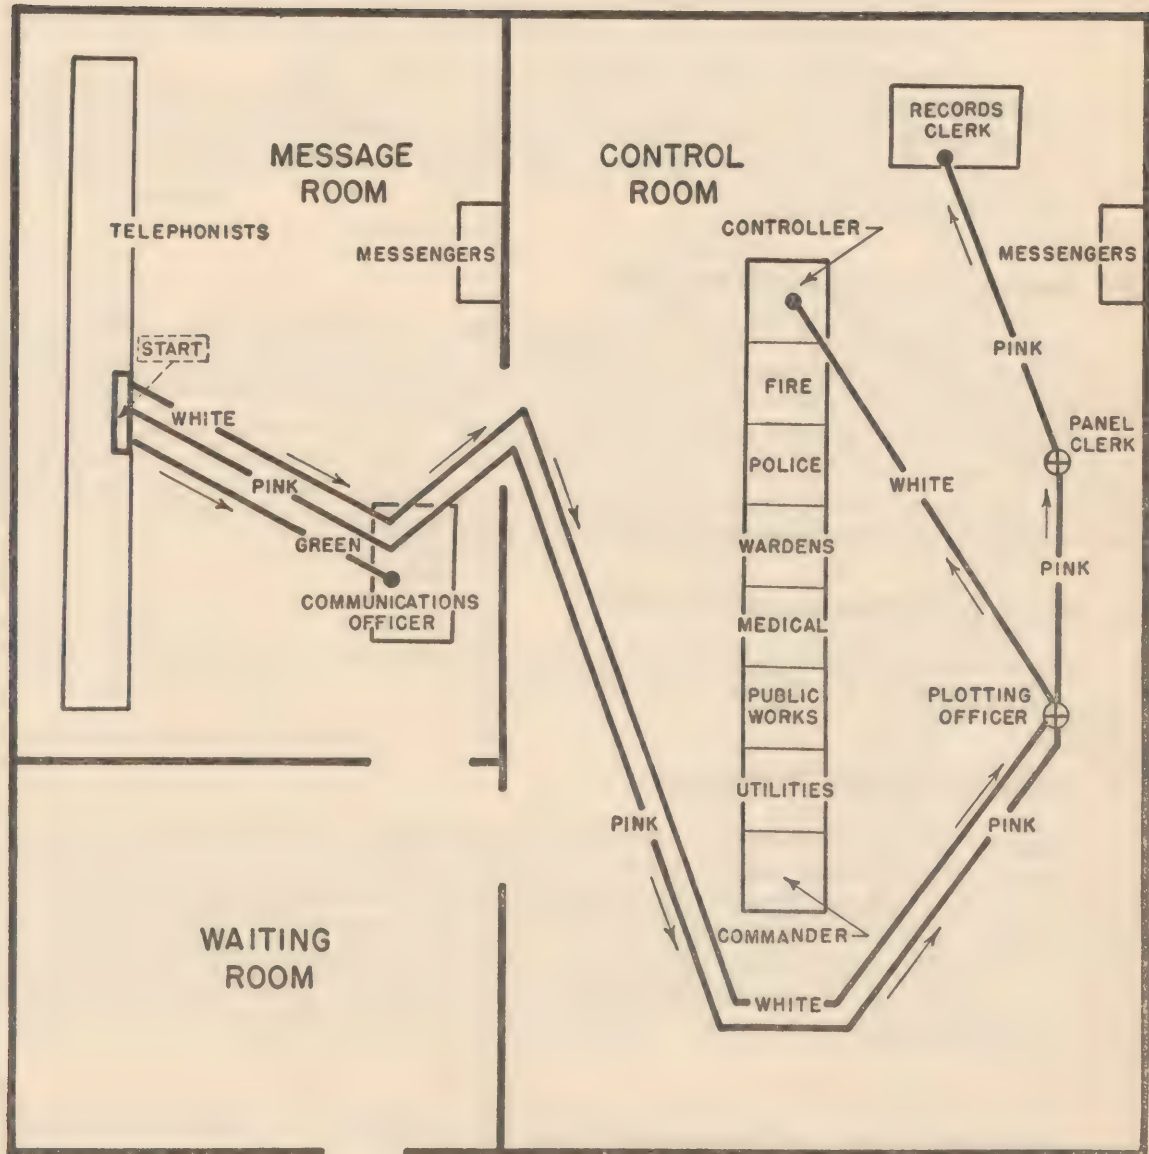 RECORDS
CLERK
MESSAGE
ROOM
CONTROL
ROOM
TELEPHONISTS
MESSENGERS
CONTROLLER
MESSENGERS
START
WHITE
PINK
GREEN
COMMUNICATIONS
OFFICER
FIRE
POLICE
WARDENS
MEDICAL
PUBLIC
WORKS
UTILITIES
COMMANDER
PINK
PANEL
CLERK
WHITE
PINK
PLOTTING
OFFICER
PINK
PINK
WHITE
WAITING
ROOM